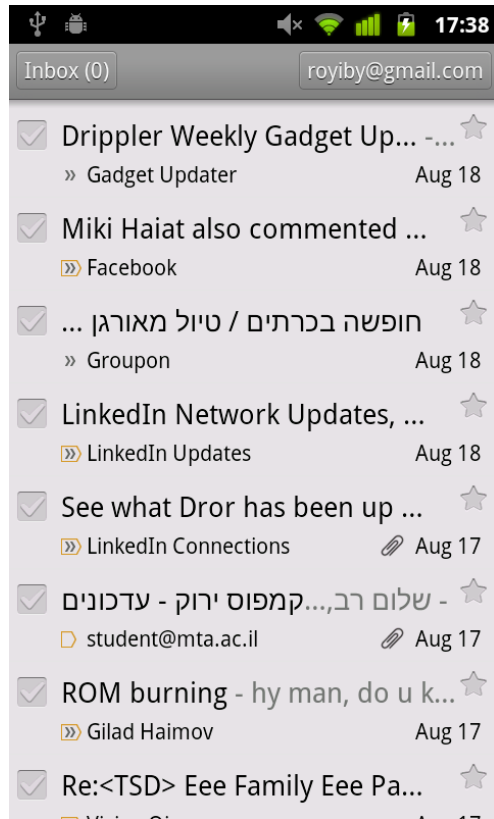 17:38
Inbox (0) royiby@gmail.com
Drippler Weekly Gadget Up... -...
» Gadget Updater Aug 18
Miki Haiat also commented ...
» Facebook Aug 18
חופשה בכרתים / טיול מאורגן ...
» Groupon Aug 18
LinkedIn Network Updates, ...
» LinkedIn Updates Aug 18
See what Dror has been up ...
» LinkedIn Connections Aug 17
קמפוס ירוק - עדכונים...שלום רב, -
student@mta.ac.il Aug 17
ROM burning - hy man, do u k...
» Gilad Haimov Aug 17
Re:<TSD> Eee Family Eee Pa...